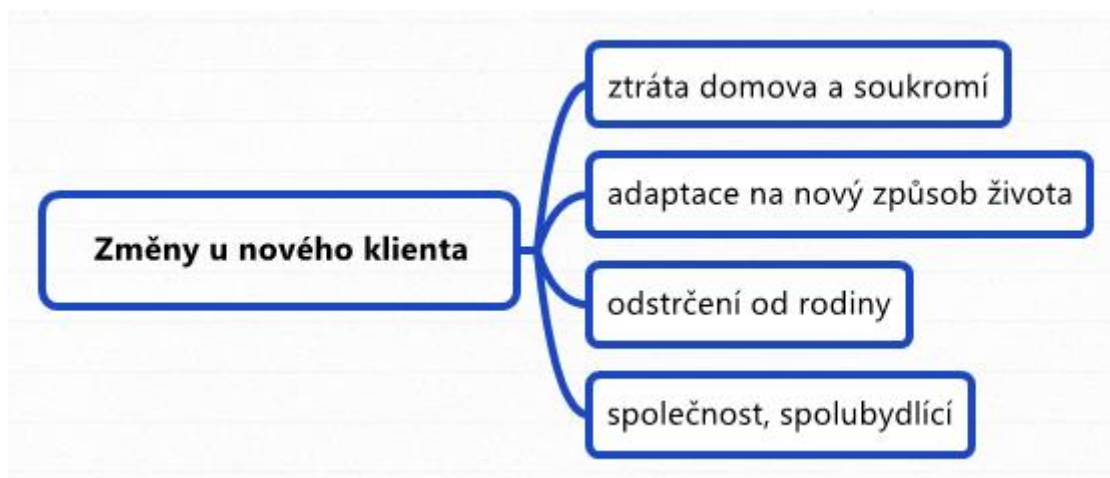 Změny u nového klienta
ztráta domova a soukromí
adaptace na nový způsob života
odstrčení od rodiny
společnost, spolubydlící